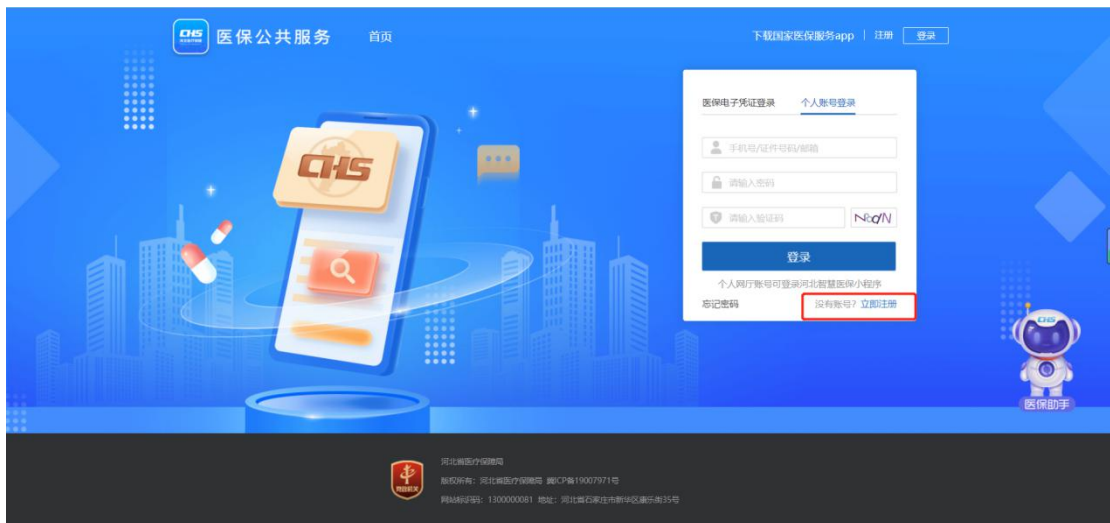 CHS 医保公共服务 首页 下载国家医保服务app | 注册 登录
医保电子凭证登录 个人账号登录
手机号/证件号码/邮箱
请输入密码
请输入验证码
登录
个人网厅账号可登录河北智慧医保小程序
忘记密码 没有账号？立即注册
CHS
CHS
医保助手
河北省医疗保障局
版权所有：河北省医疗保障局 冀ICP备19007971号
网站标识码：1300000081 地址：河北省石家庄市新华区康乐街35号
党政机关